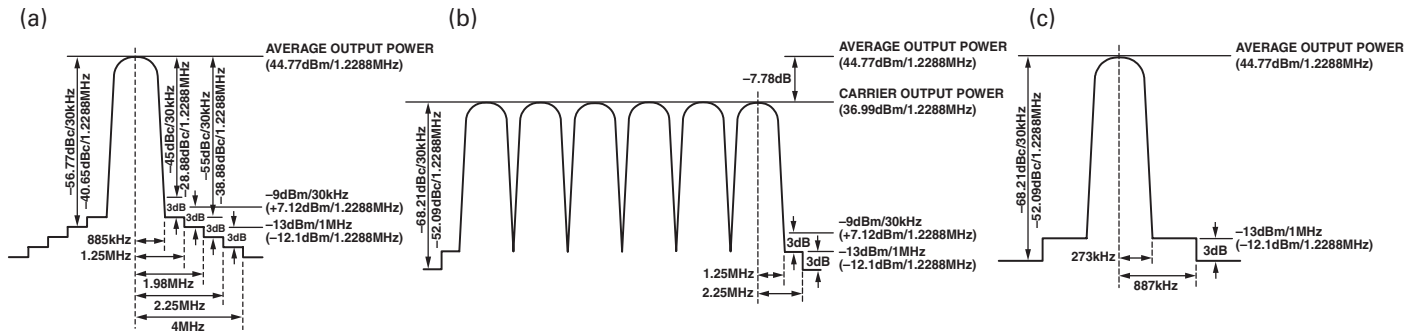 (a)
AVERAGE OUTPUT POWER
(44.77dBm/1.2288MHz)
–56.77dBc/30kHz
–40.65dBc/1.2288MHz
–45dBc/30kHz
–28.88dBc/1.2288MHz
–55dBc/30kHz
–38.88dBc/1.2288MHz
–9dBm/30kHz
(+7.12dBm/1.2288MHz)
3dB
3dB
3dB
3dB
–13dBm/1MHz
(–12.1dBm/1.2288MHz)
885kHz
1.25MHz
1.98MHz
2.25MHz
4MHz
(b)
AVERAGE OUTPUT POWER
(44.77dBm/1.2288MHz)
–7.78dB
CARRIER OUTPUT POWER
(36.99dBm/1.2288MHz)
–68.21dBc/30kHz
–52.09dBc/1.2288MHz
–9dBm/30kHz
(+7.12dBm/1.2288MHz)
3dB
–13dBm/1MHz
(–12.1dBm/1.2288MHz)
3dB
1.25MHz
2.25MHz
(c)
AVERAGE OUTPUT POWER
(44.77dBm/1.2288MHz)
–68.21dBc/30kHz
–52.09dBc/1.2288MHz
–13dBm/1MHz
(–12.1dBm/1.2288MHz)
3dB
273kHz
887kHz